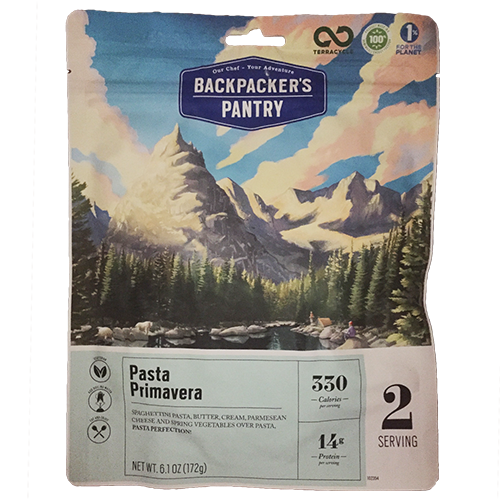 TERRACYCLE
100%
1%
FOR THE
PLANET
Our Chef – Your Adventure
BACKPACKER'S
PANTRY
Pasta
Primavera
SPAGHETTINI PASTA, BUTTER, CREAM, PARMESEAN
CHEESE AND SPRING VEGETABLES OVER PASTA,
PASTA PERFECTION!
NET WT. 6.1 OZ (172g)
330
Calories
per serving
14g
Protein
per serving
2
SERVING